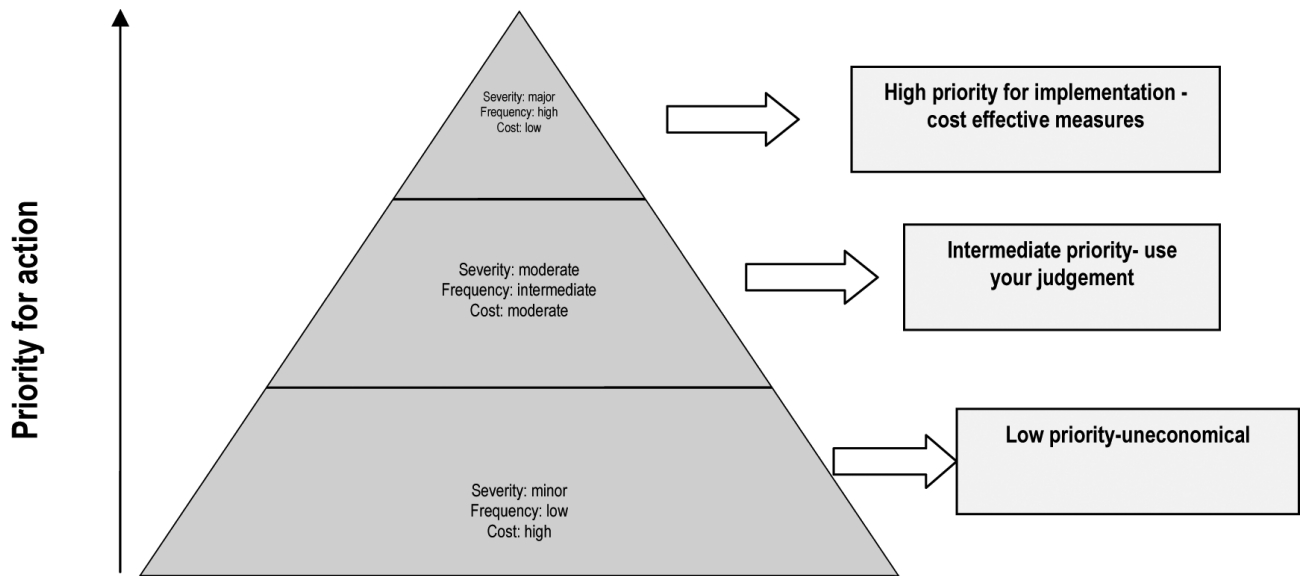 Priority for action
Severity: major
Frequency: high
Cost: low
High priority for implementation -
cost effective measures
Severity: moderate
Frequency: intermediate
Cost: moderate
Intermediate priority- use
your judgement
Severity: minor
Frequency: low
Cost: high
Low priority-uneconomical